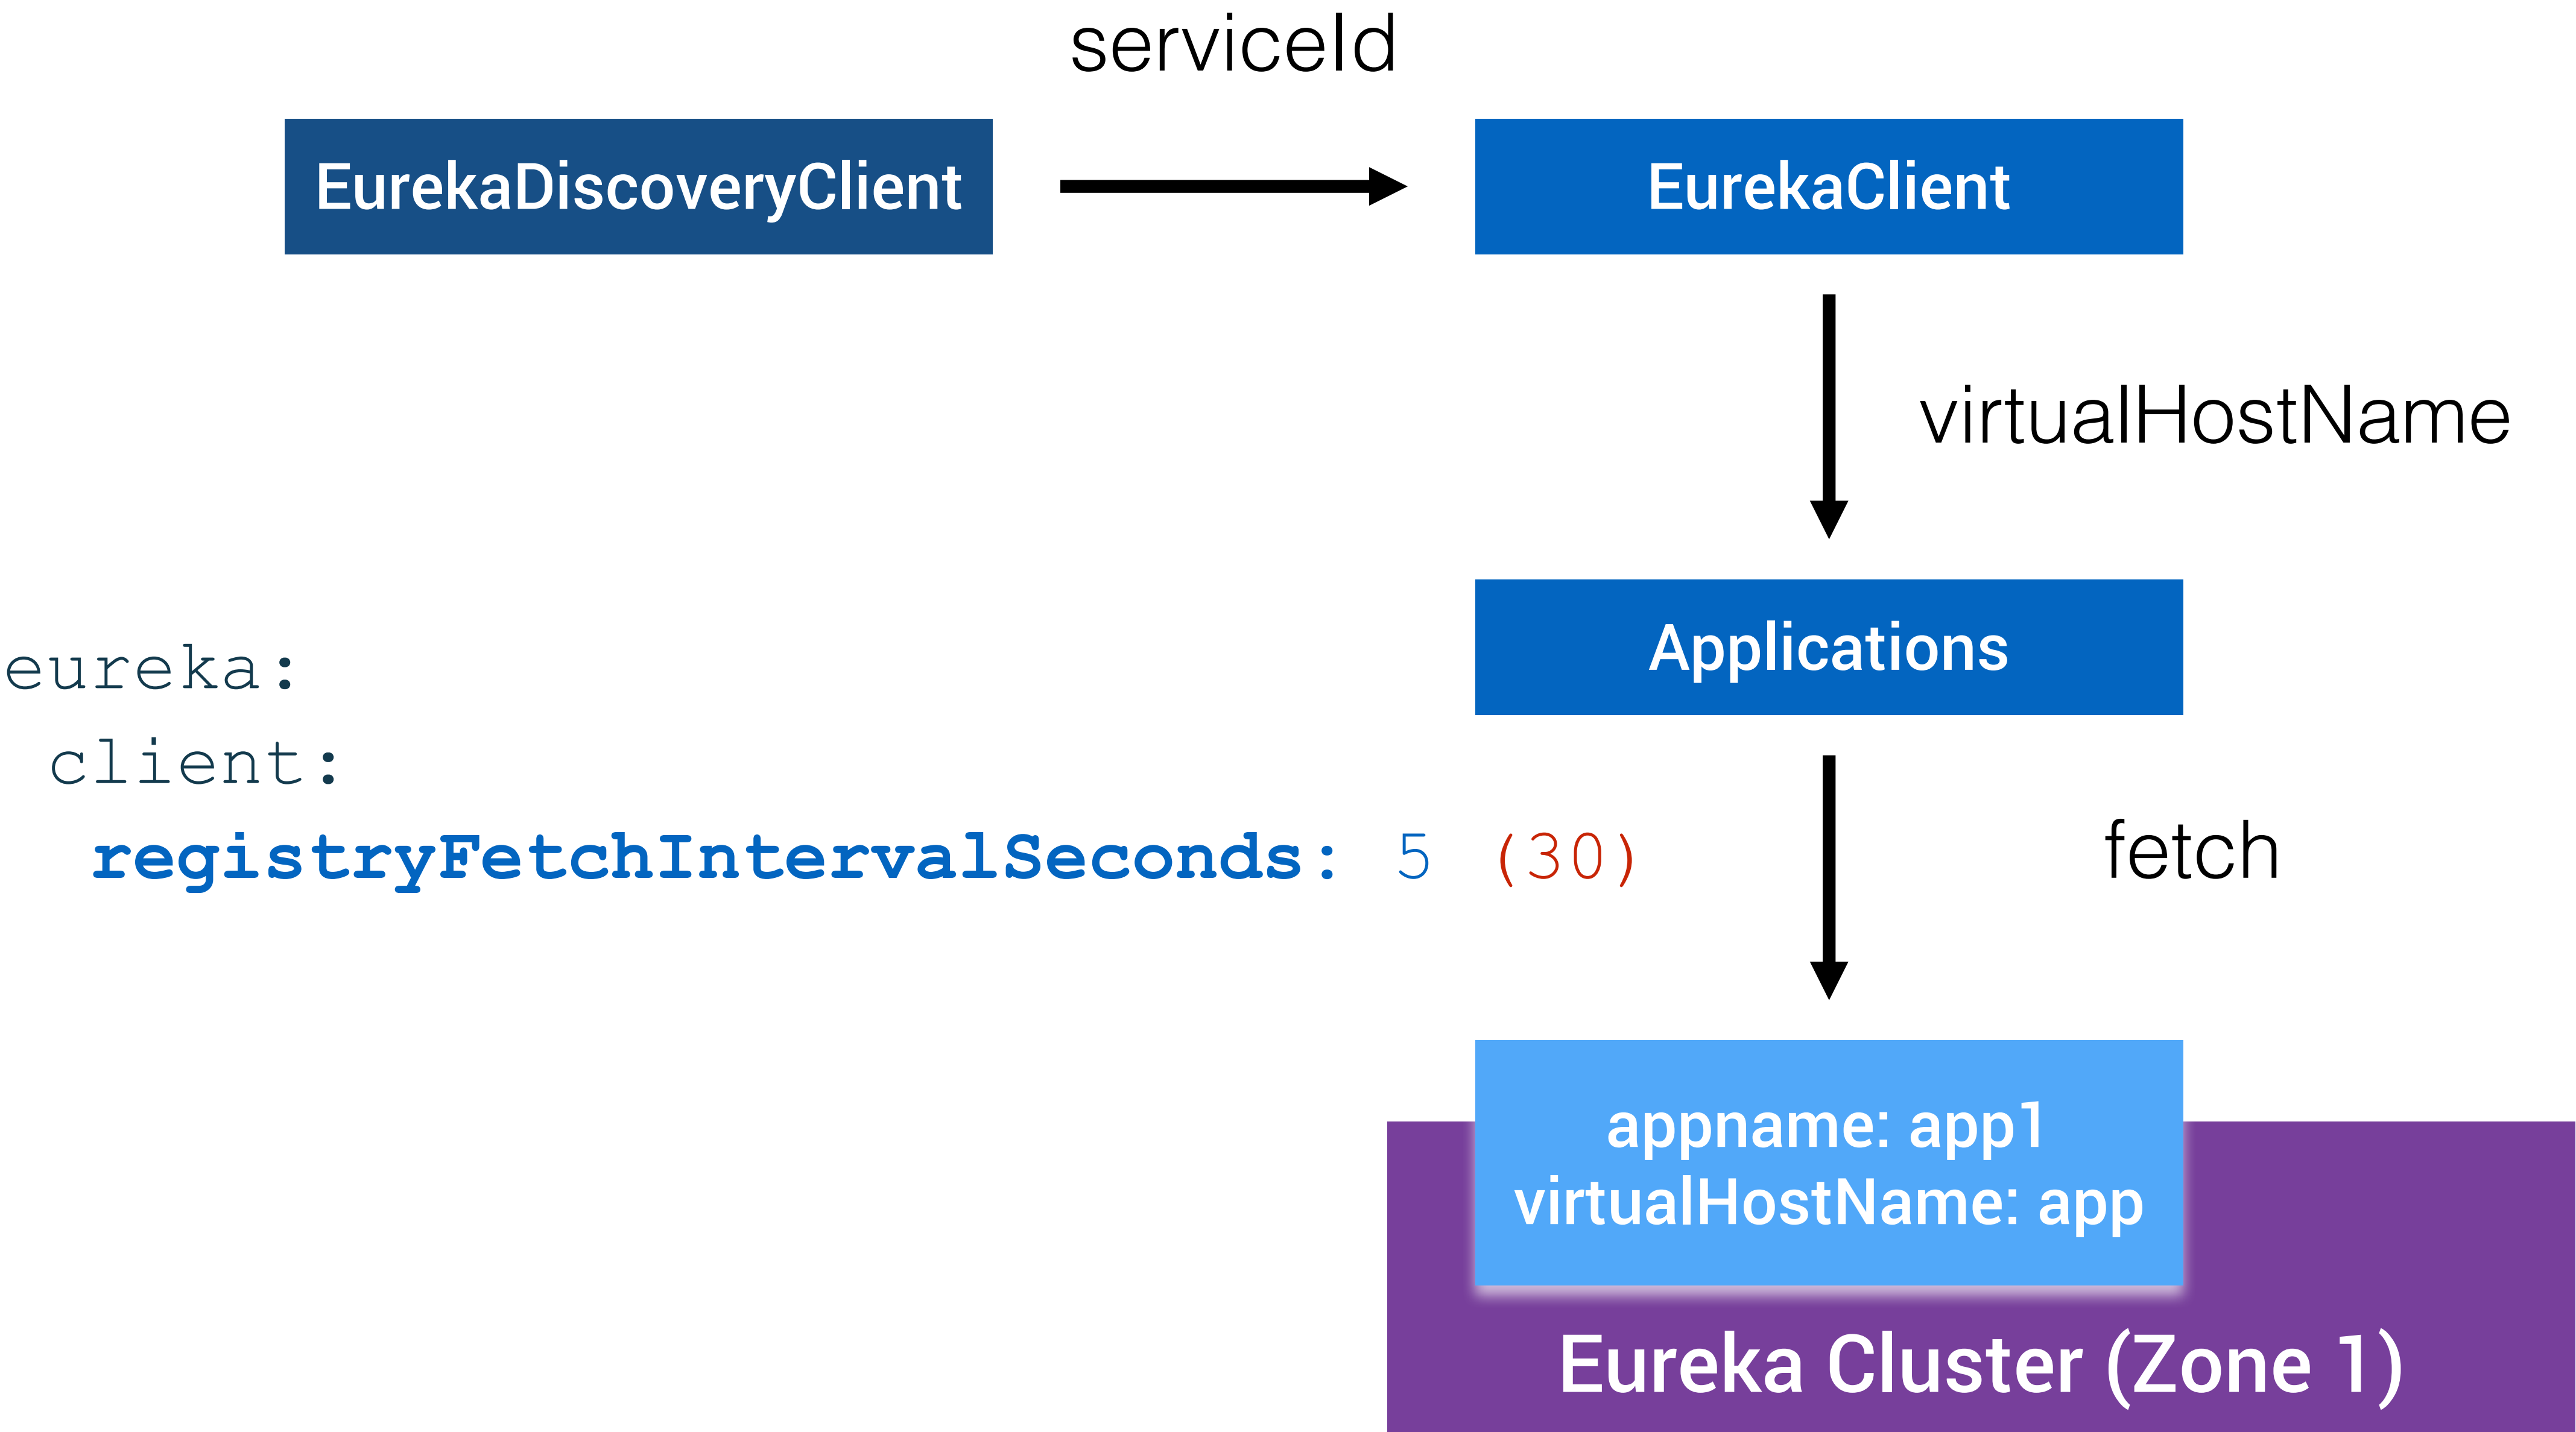 serviceId
EurekaDiscoveryClient
EurekaClient
virtualHostName
Applications
eureka:
client:
registryFetchIntervalSeconds: 5 (30)
fetch
appname: app1
virtualHostName: app
Eureka Cluster (Zone 1)